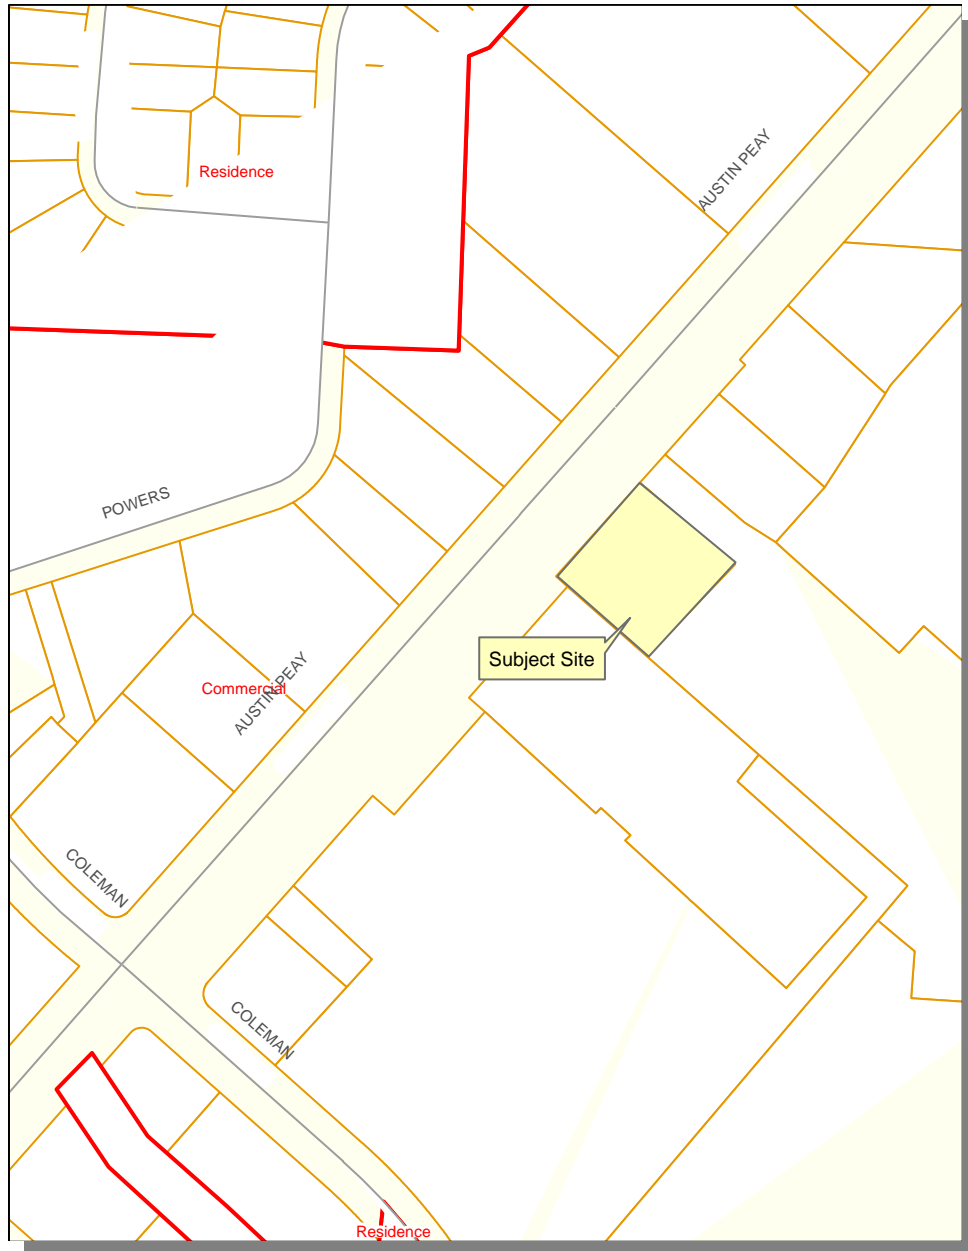 AUSTIN PEAY
Residence
POWERS
Subject Site
Commercial
AUSTIN PEAY
COLEMAN
COLEMAN
Residence